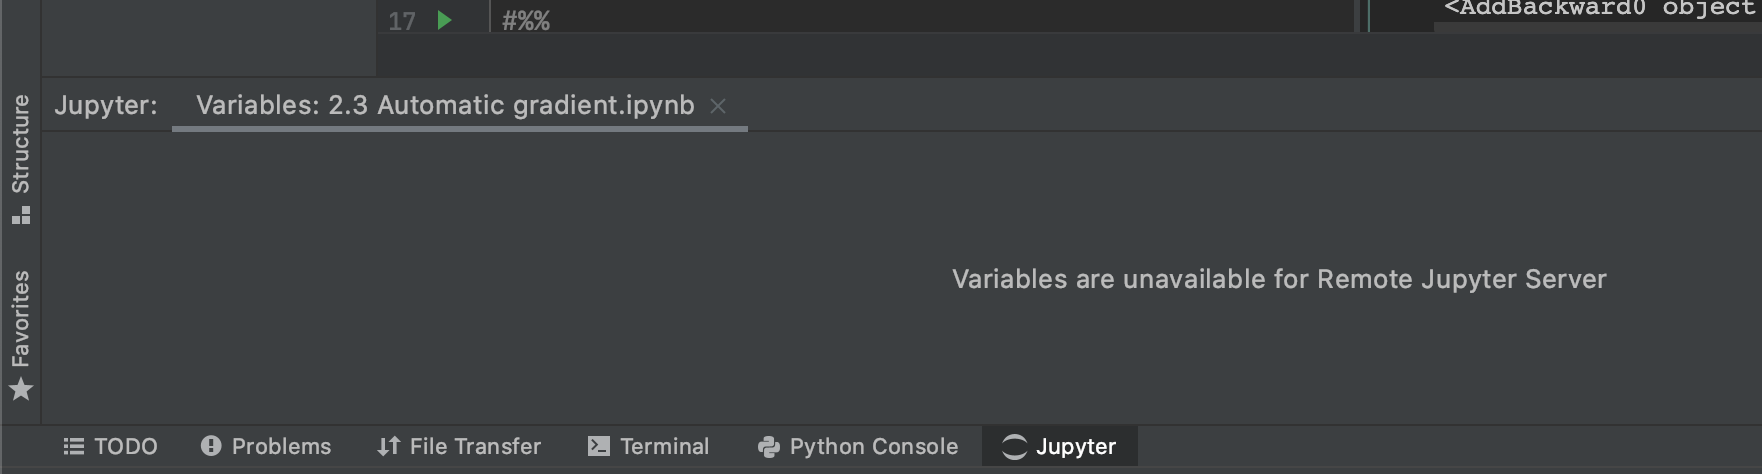 17 #%%
<AddBackward0 object
Jupyter: Variables: 2.3 Automatic gradient.ipynb
Structure
Variables are unavailable for Remote Jupyter Server
Favorites
TODO Problems File Transfer Terminal Python Console Jupyter